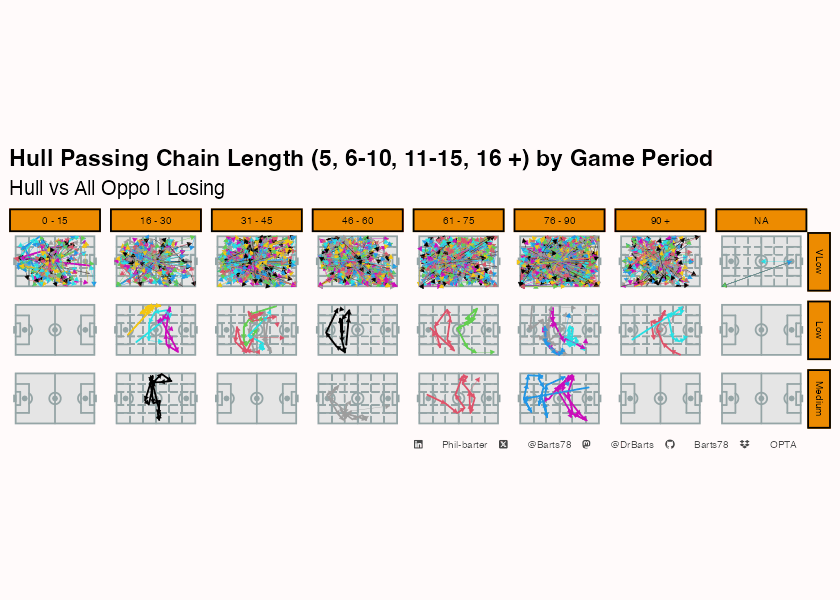 Hull Passing Chain Length (5, 6-10, 11-15, 16 +) by Game Period
Hull vs All Oppo I Losing
0 - 15 16 - 30 31 - 45 46 - 60 61 - 75 76 - 90 90 + NA
VLow
Low
Medium
Phil-barter @Barts78 @DrBarts Barts78 OPTA